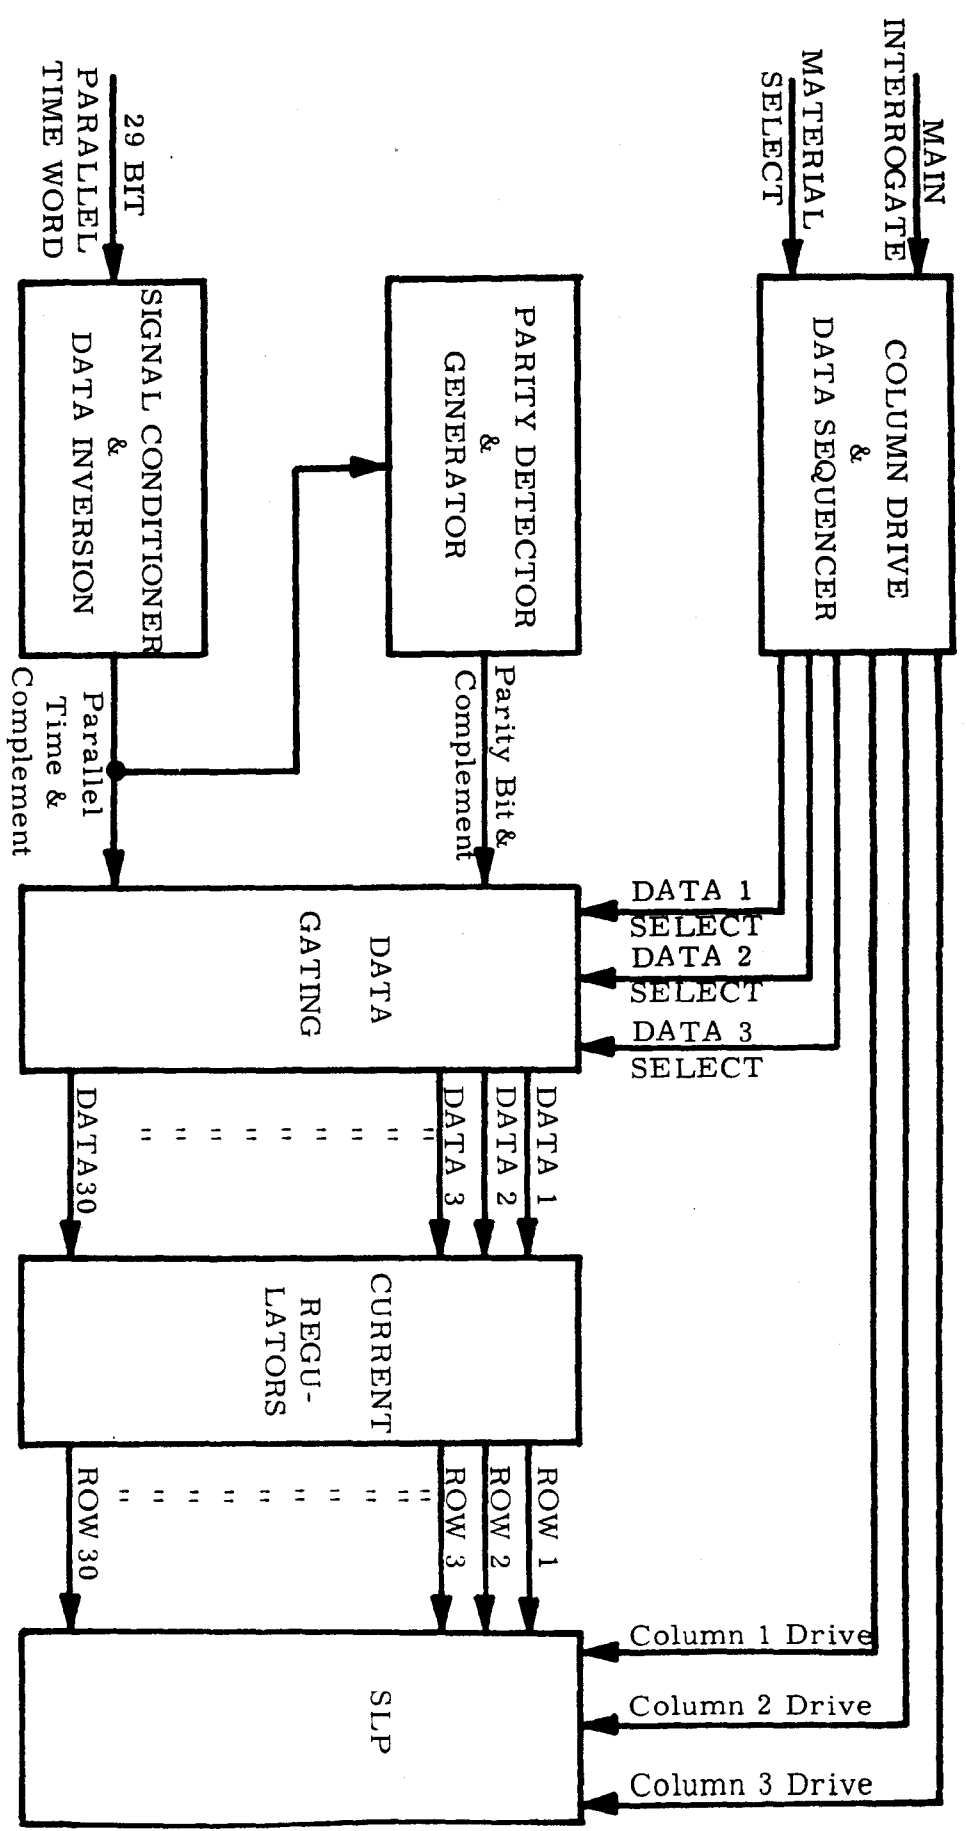 MAIN
INTERROGATE
MATERIAL
SELECT
COLUMN DRIVE
&
DATA SEQUENCER
PARITY DETECTOR
&
GENERATOR
29 BIT
PARALLEL
TIME WORD
SIGNAL CONDITIONER
&
DATA INVERSION
Parity Bit &
Complement
Parallel
Time &
Complement
DATA 1
SELECT
DATA 2
SELECT
DATA 3
SELECT
DATA
GATING
DATA 1
DATA 2
DATA 3
" " " " " " " " "
DATA 30
CURRENT
REGU-
LATORS
ROW 1
ROW 2
ROW 3
" " " " " " " " " "
ROW 30
Column 1 Drive
Column 2 Drive
Column 3 Drive
SLP